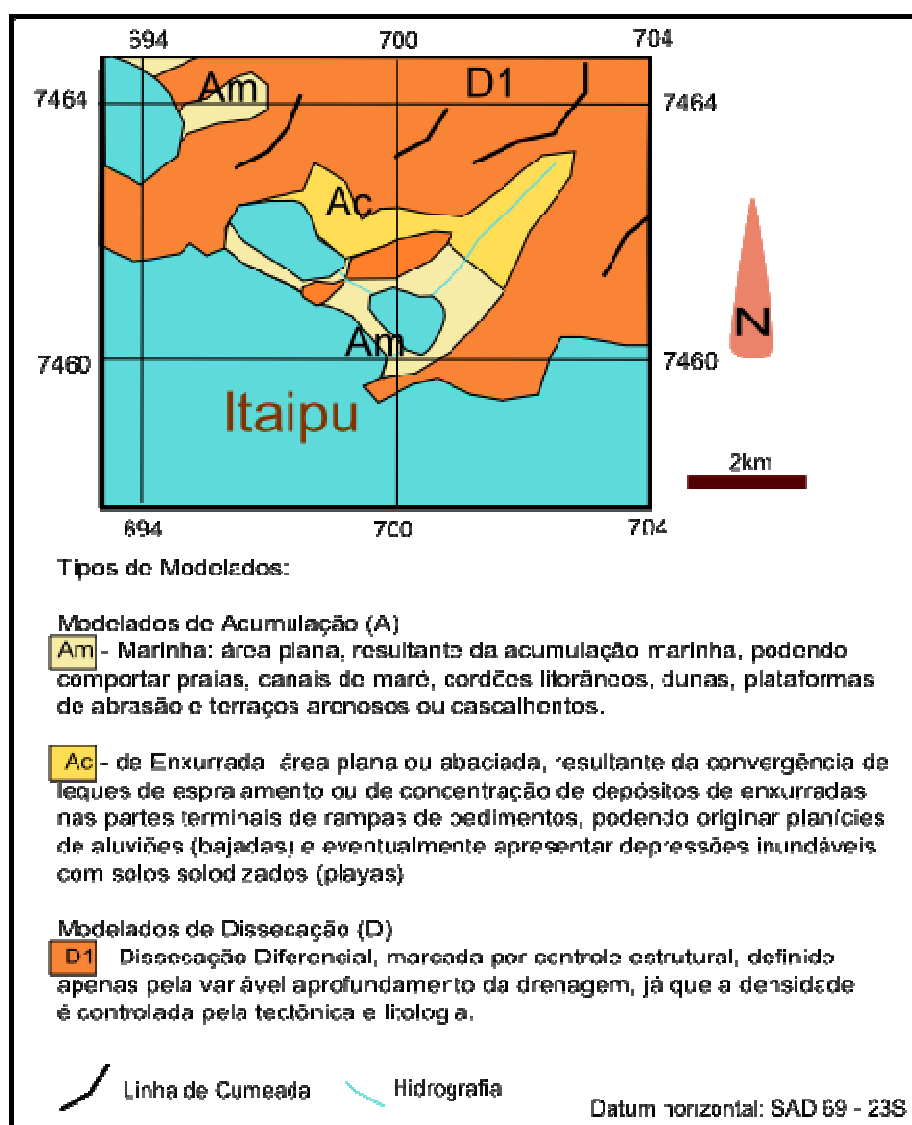 694 700 704
Am D1
7464 7464
Ac
Am
7460 7460
N
Itaipu
2km
694 700 704
Tipos de Modelados:
Modelados de Acumulação (A)
Am - Marinha: área plana, resultante da acumulação marinha, podendo
comportar praias, canais de maré, cordões litorâneos, dunas, plataformas
de abrasão e terraços arenosos ou cascalhentos.
Ac - de Enxurrada área plana ou abaciada, resultante da convergência de
leques de espraiamento ou de concentração de depósitos de enxurradas
nas partes terminais de rampas de pedimentos, podendo originar planícies
de aluviões (bajadas) e eventualmente apresentar depressões inundáveis
com solos solodizados (playas)
Modelados de Dissecação (D)
D1 Dissecação Diferencial, marcada por controle estrutural, definida
apenas pela variável aprofundamento da drenagem, já que a densidade
é controlada pela tectônica e litologia.
Linha de Cumeada Hidrografia
Datum horizontal: SAD 69 - 23S